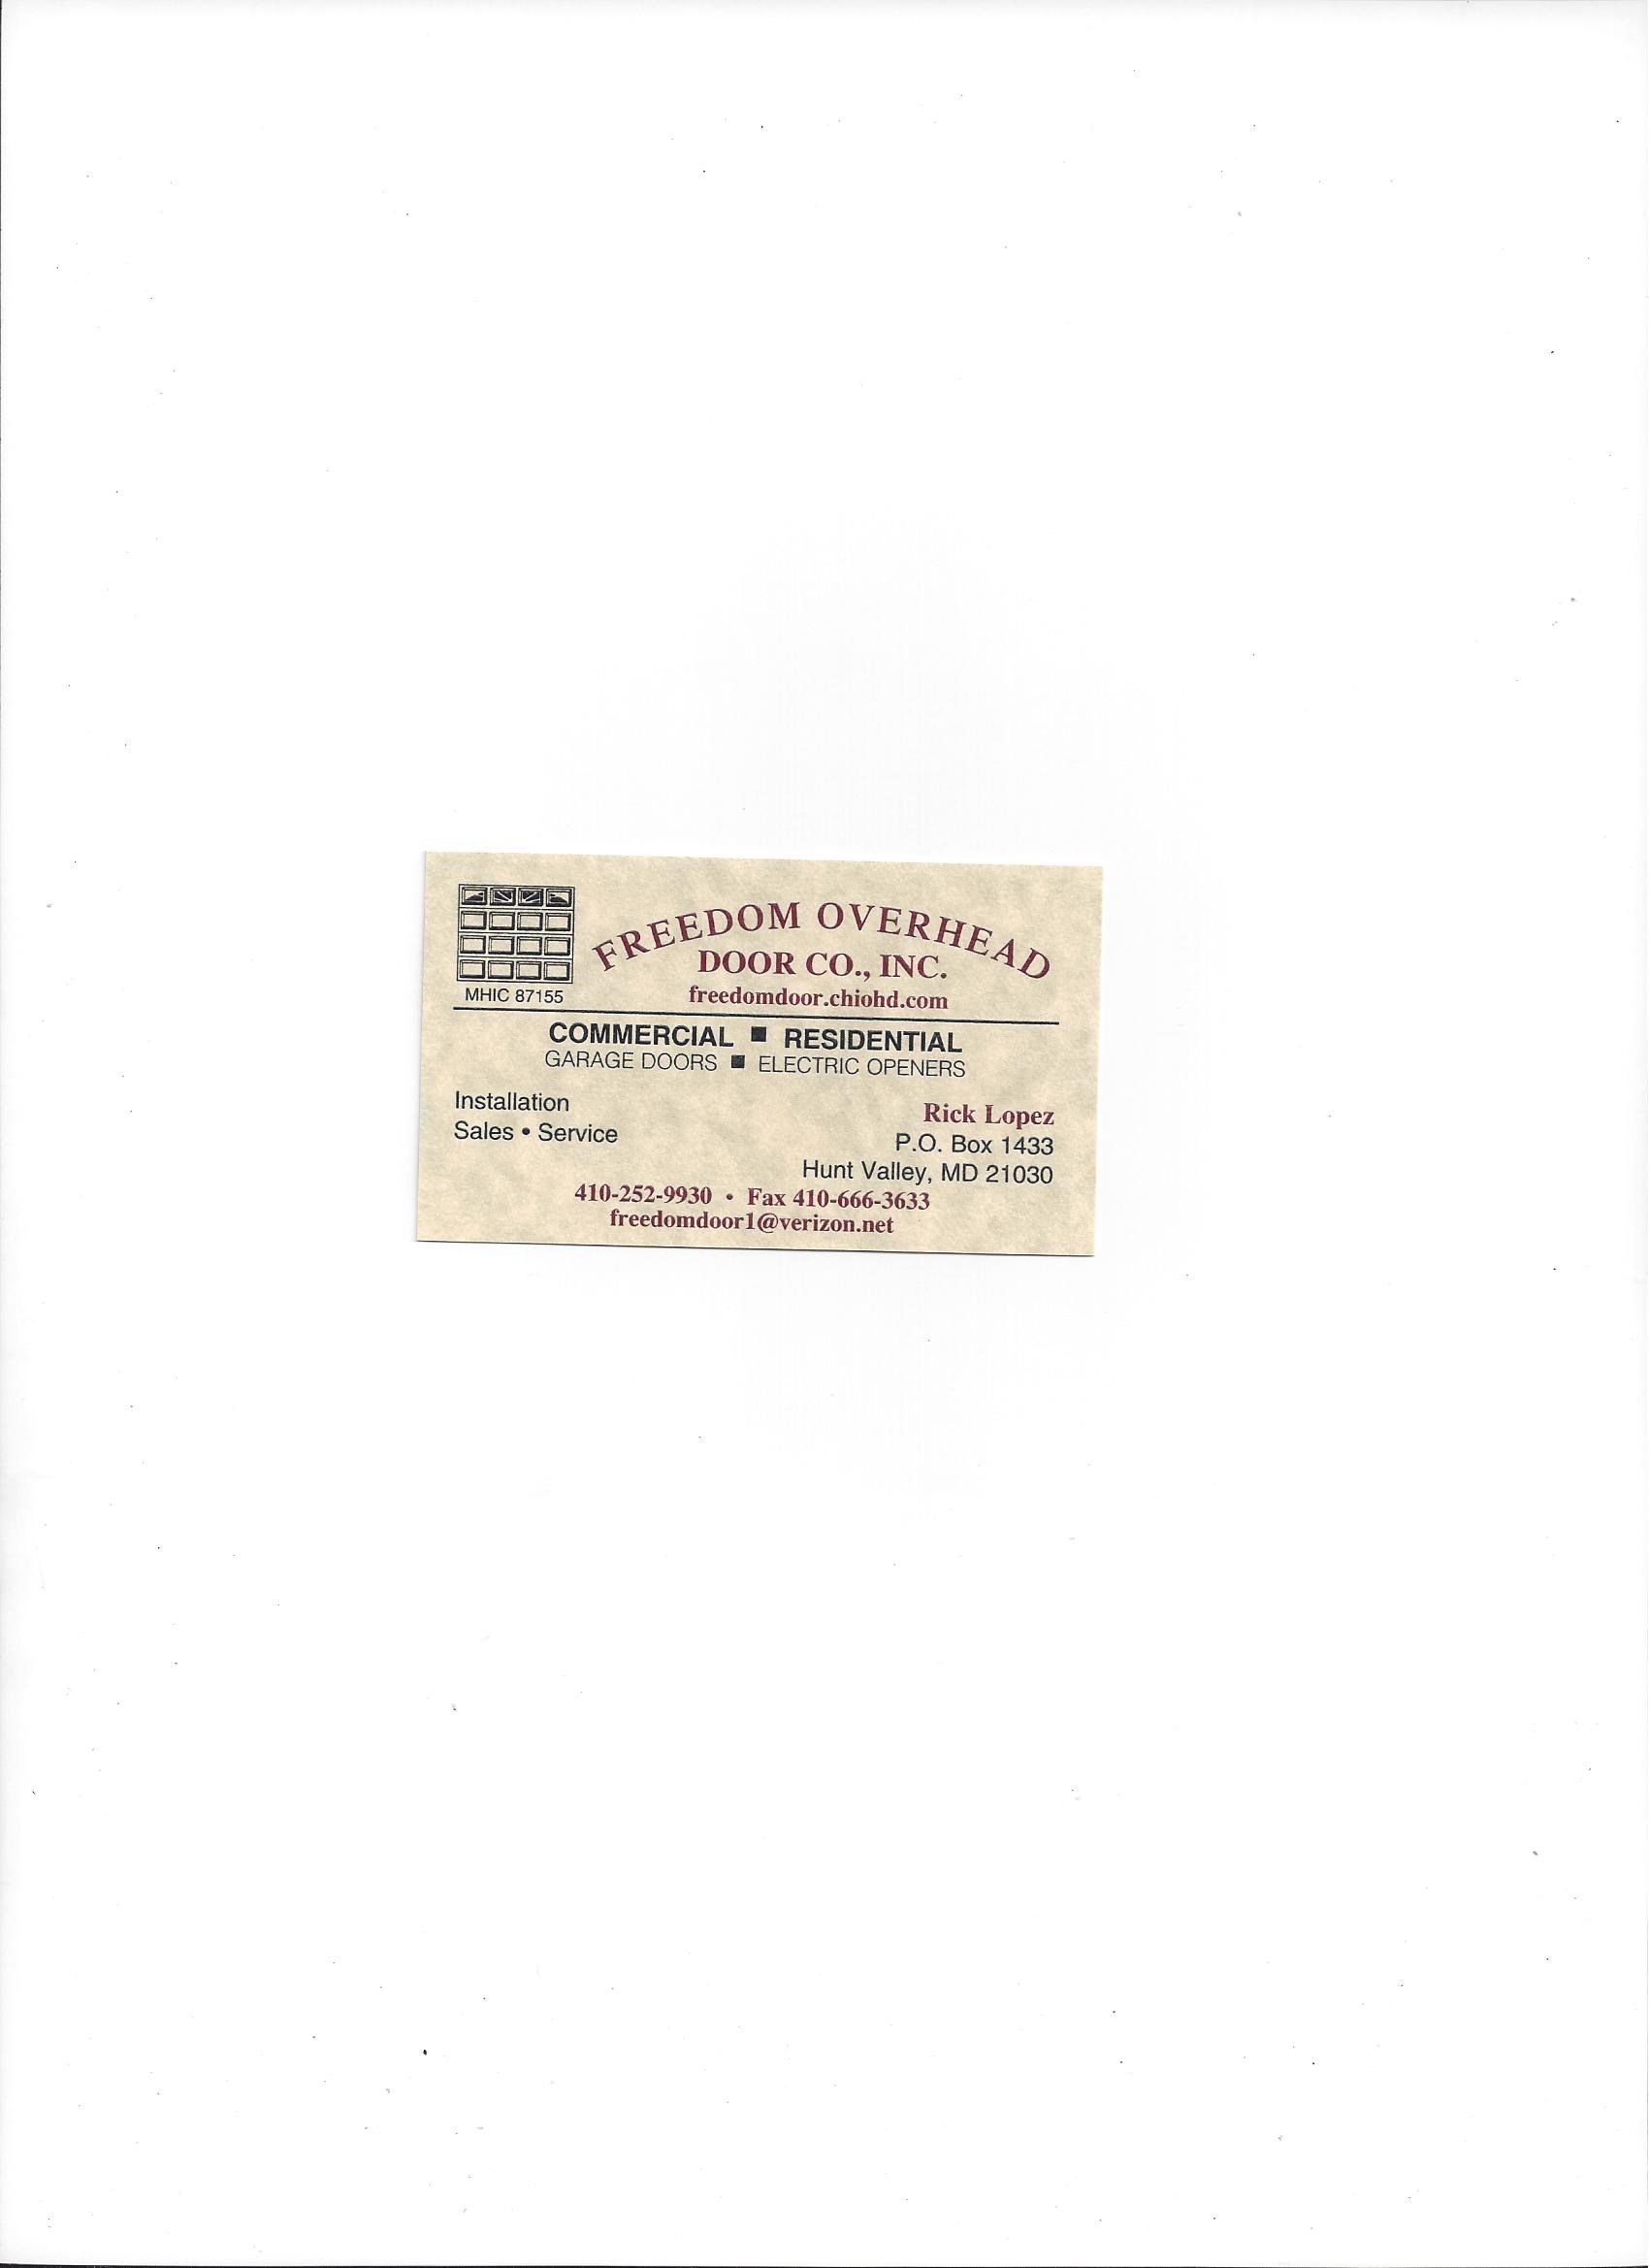 FREEDOM OVERHEAD
DOOR CO., INC.
MHIC 87155
freedomdoor.chiohd.com
COMMERCIAL ■ RESIDENTIAL
GARAGE DOORS ■ ELECTRIC OPENERS
Installation
Sales • Service
Rick Lopez
P.O. Box 1433
Hunt Valley, MD 21030
410-252-9930 • Fax 410-666-3633
freedomdoor1@verizon.net